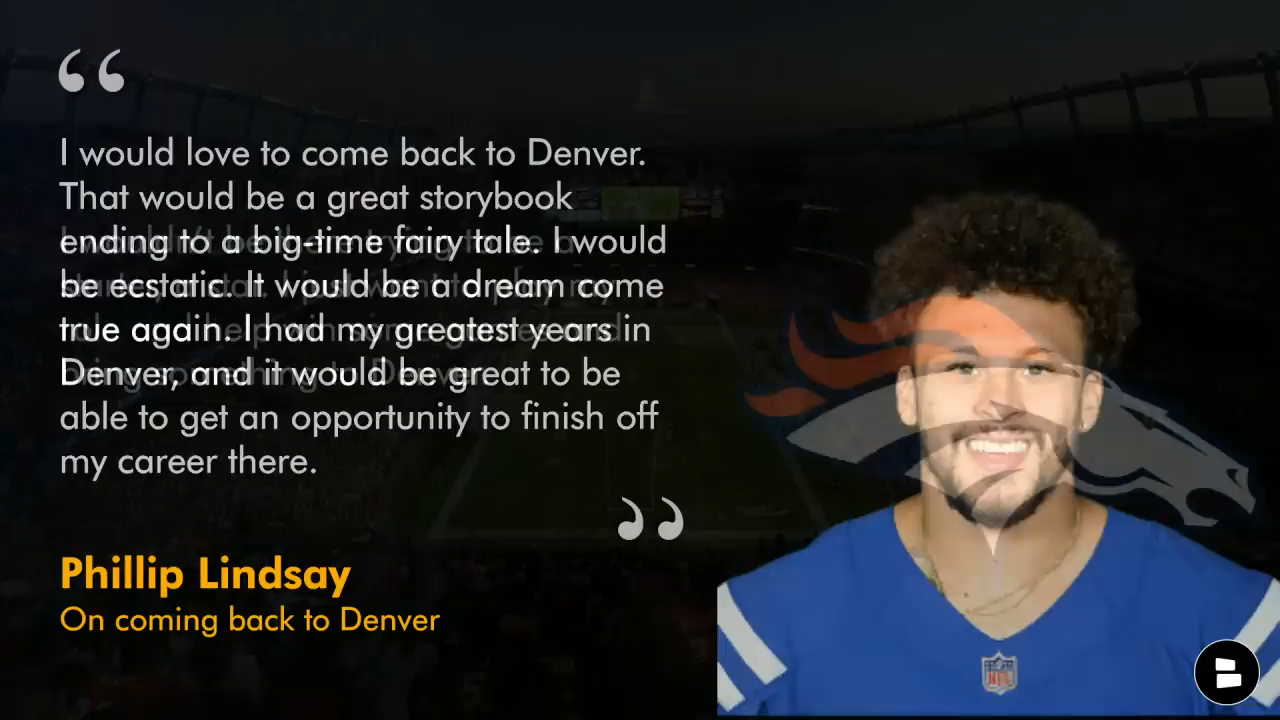 “
I would love to come back to Denver.
That would be a great storybook
ending to a big-time fairy tale. I would
be ecstatic. It would be a dream come
true again. I had my greatest years in
Denver, and it would be great to be
able to get an opportunity to finish off
my career there.
”
Phillip Lindsay
On coming back to Denver
NFL